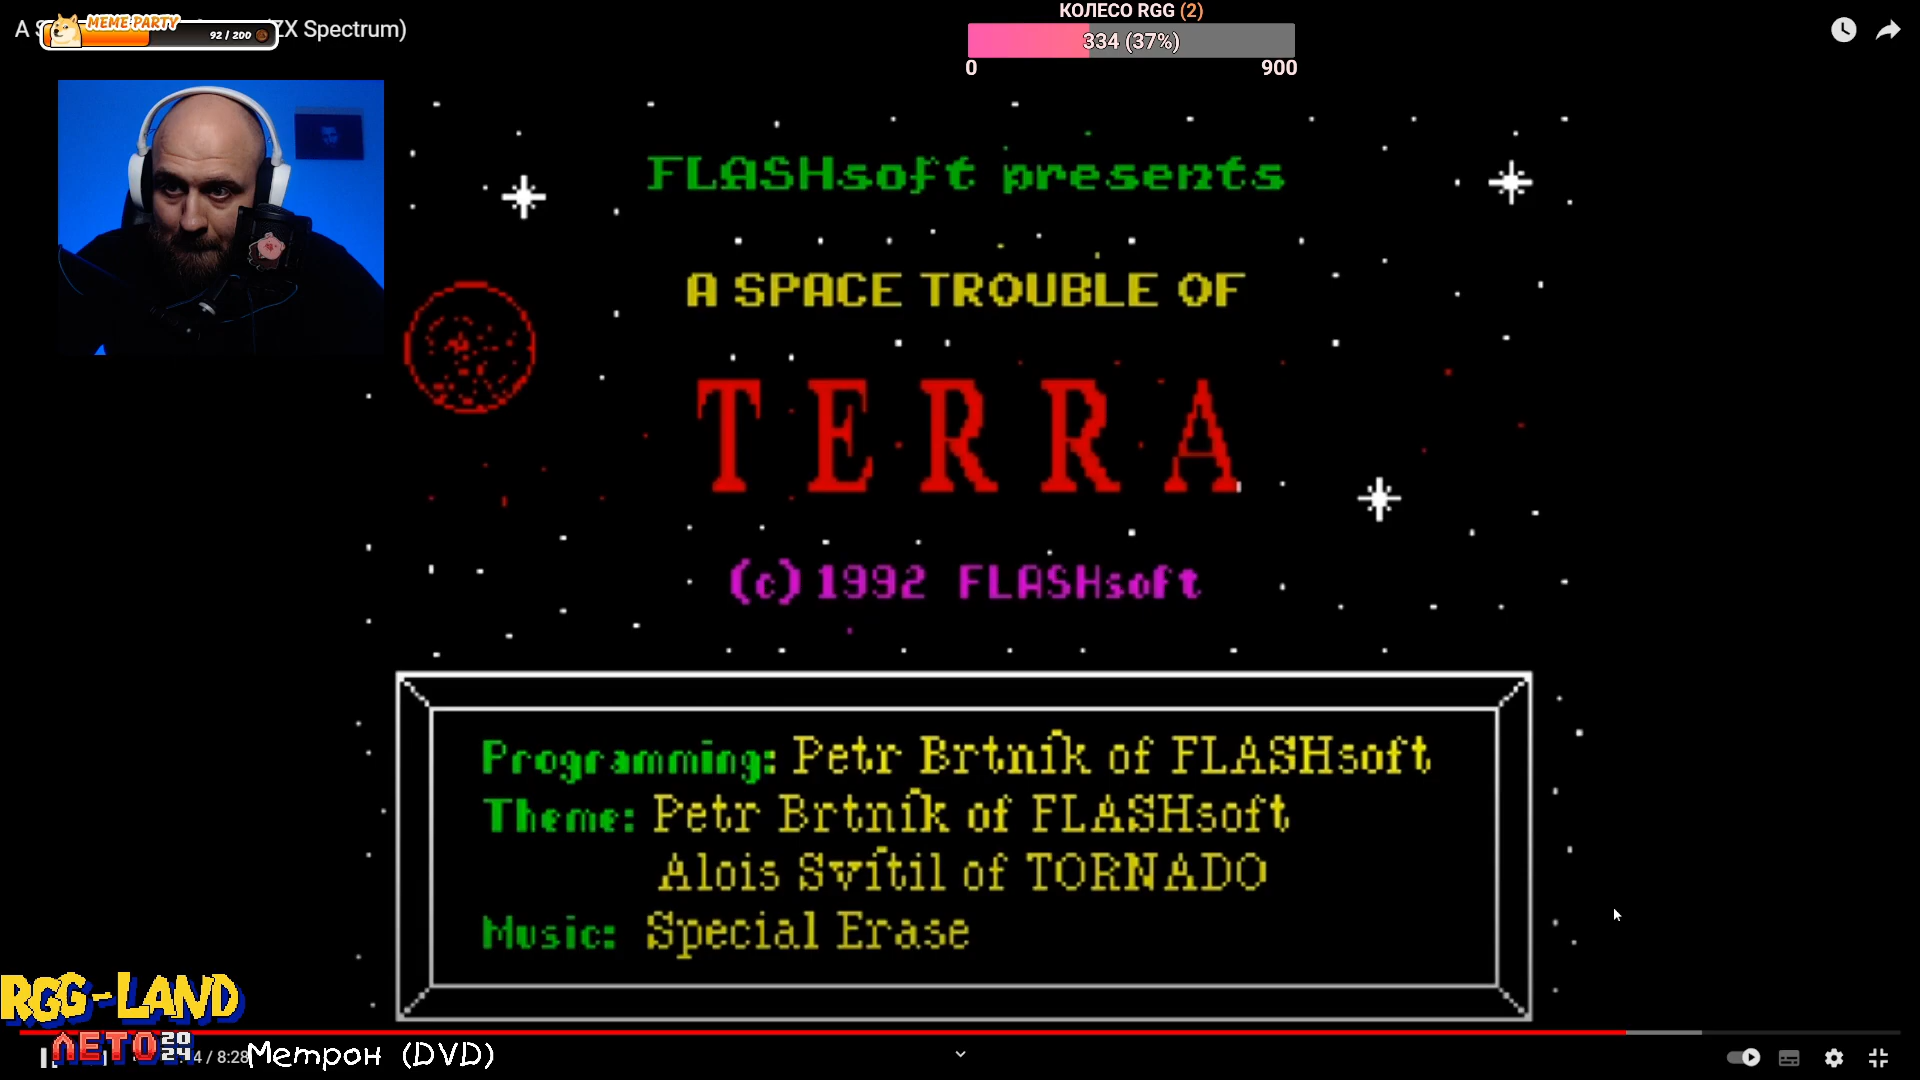 КОЛЕСО RGG (2)
A S
ZX Spectrum)
MEME PARTY
92 / 200
334 (37%)
0
900
FLASHsoft presents
A SPACE TROUBLE OF
TERRA
(c) 1992 FLASHsoft
Programming: Petr Brtník of FLASHsoft
Theme: Petr Brtník of FLASHsoft
Alois Svítil of TORNADO
Music: Special Erase
RGG-LAND
ЛЕТО 2024
4 / 8:28
Метрон (DVD)